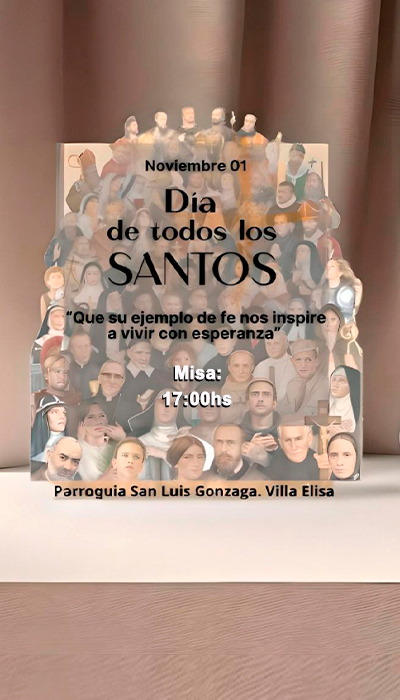 Noviembre 01
Día
de todos los
SANTOS
“Que su ejemplo de fe nos inspire
a vivir con esperanza”
Misa:
17:00hs
Parroquia San Luis Gonzaga. Villa Elisa